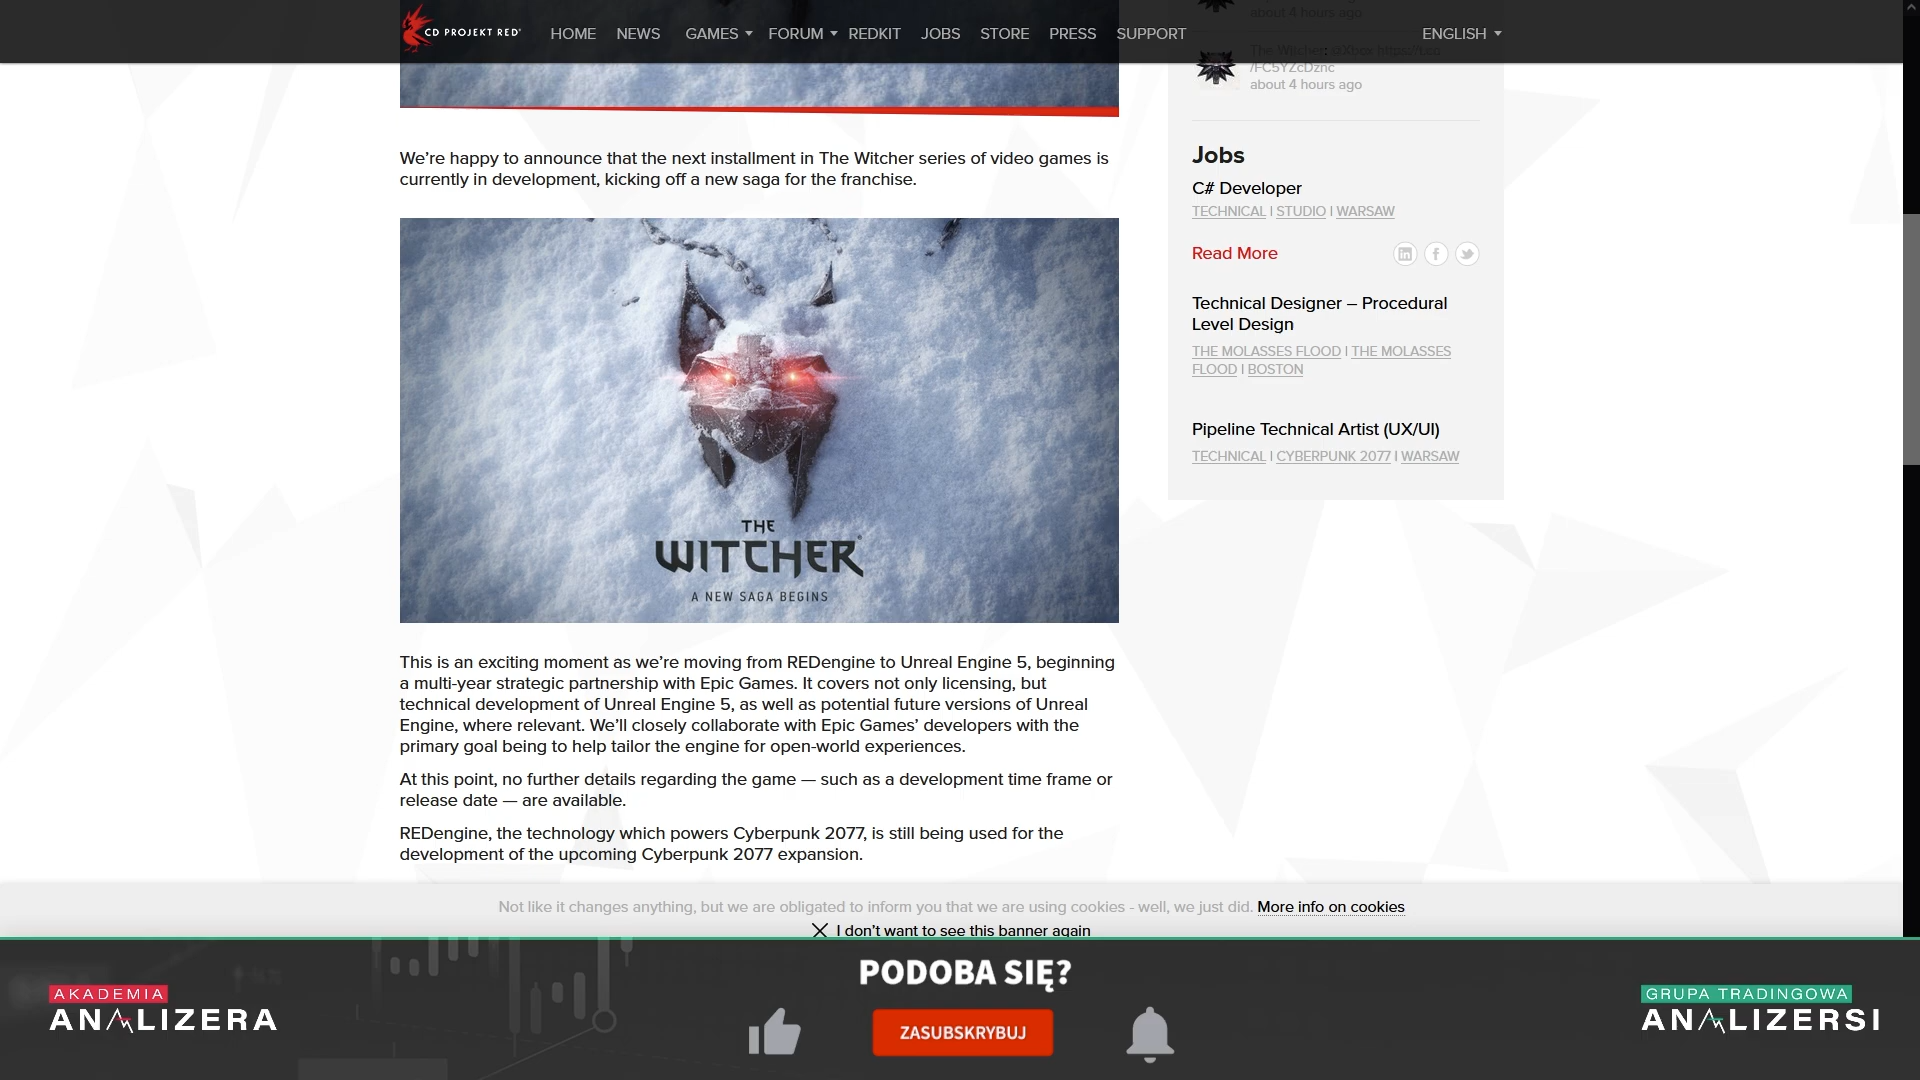 CD PROJEKT RED
HOME NEWS GAMES FORUM REDKIT JOBS STORE PRESS SUPPORT ENGLISH
about 4 hours ago
/FC5YZcDznc
about 4 hours ago
We’re happy to announce that the next installment in The Witcher series of video games is
currently in development, kicking off a new saga for the franchise.
THE
WITCHER
A NEW SAGA BEGINS
This is an exciting moment as we’re moving from REDengine to Unreal Engine 5, beginning
a multi-year strategic partnership with Epic Games. It covers not only licensing, but
technical development of Unreal Engine 5, as well as potential future versions of Unreal
Engine, where relevant. We’ll closely collaborate with Epic Games’ developers with the
primary goal being to help tailor the engine for open-world experiences.
At this point, no further details regarding the game — such as a development time frame or
release date — are available.
REDengine, the technology which powers Cyberpunk 2077, is still being used for the
development of the upcoming Cyberpunk 2077 expansion.
Jobs
C# Developer
TECHNICAL | STUDIO | WARSAW
Read More
Technical Designer – Procedural
Level Design
THE MOLASSES FLOOD | THE MOLASSES
FLOOD | BOSTON
Pipeline Technical Artist (UX/UI)
TECHNICAL | CYBERPUNK 2077 | WARSAW
Not like it changes anything, but we are obligated to inform you that we are using cookies - well, we just did. More info on cookies
I don’t want to see this banner again
AKADEMIA
ANALIZERA
PODOBA SIĘ?
ZASUBSKRYBUJ
GRUPA TRADINGOWA
ANALIZERSI